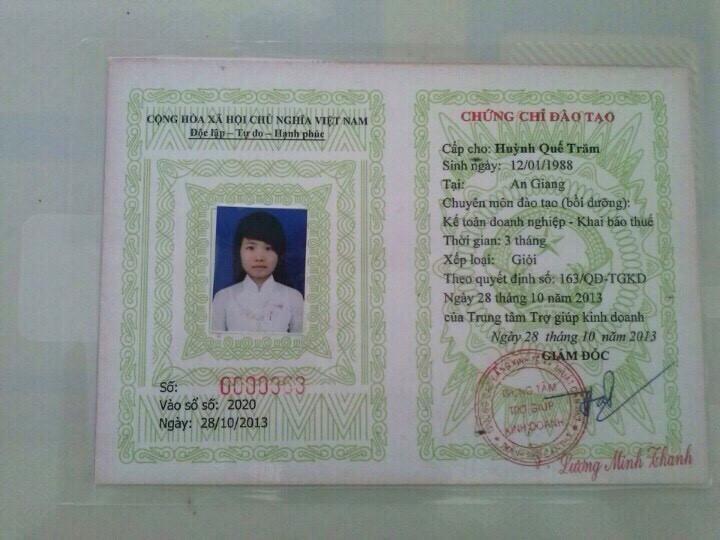 CỘNG HÒA XÃ HỘI CHỦ NGHĨA VIỆT NAM
Độc lập – Tự do – Hạnh phúc
Số: 0000363
Vào sổ số: 2020
Ngày: 28/10/2013
CHỨNG CHỈ ĐÀO TẠO
Cấp cho: Huỳnh Quế Trăm
Sinh ngày: 12/01/1988
Tại: An Giang
Chuyên môn đào tạo (bồi dưỡng):
Kế toán doanh nghiệp - Khai báo thuế
Thời gian: 3 tháng
Xếp loại: Giỏi
Theo quyết định số: 163/QĐ-TGKD
Ngày 28 tháng 10 năm 2013
của Trung tâm Trợ giúp kinh doanh
Ngày 28 tháng 10 năm 2013
GIÁM ĐỐC
TRUNG TÂM
TRỢ GIÚP
KINH DOANH
Lương Minh Thanh